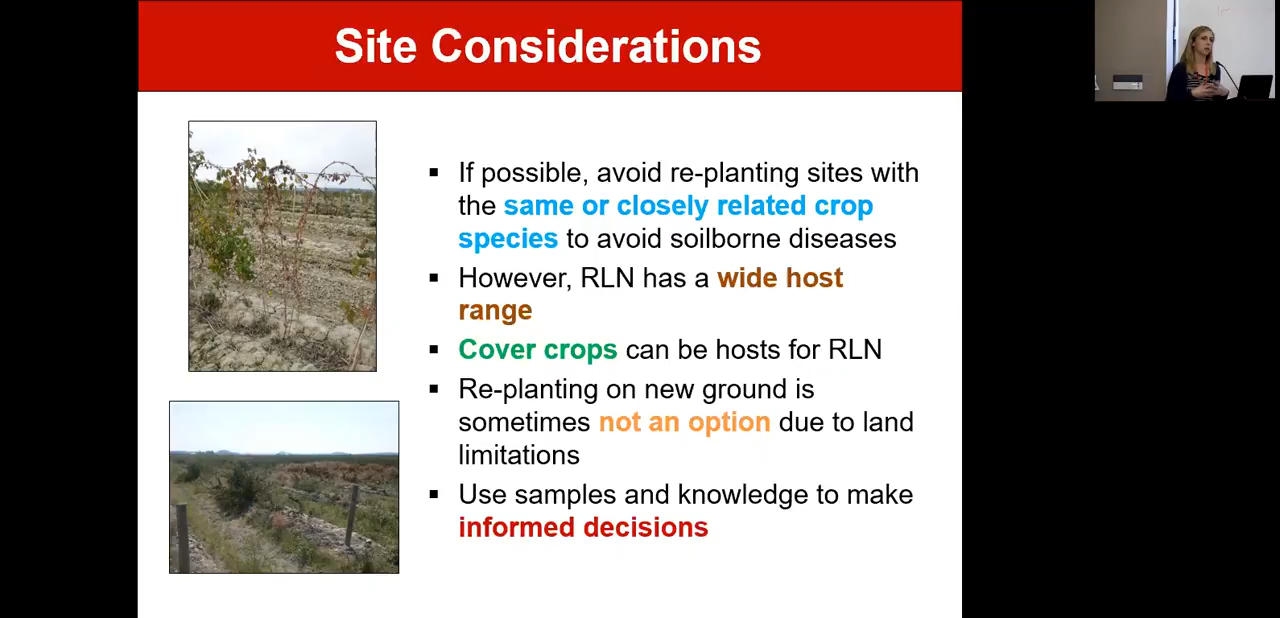 Site Considerations
▪ If possible, avoid re-planting sites with
the same or closely related crop
species to avoid soilborne diseases
▪ However, RLN has a wide host
range
▪ Cover crops can be hosts for RLN
▪ Re-planting on new ground is
sometimes not an option due to land
limitations
▪ Use samples and knowledge to make
informed decisions